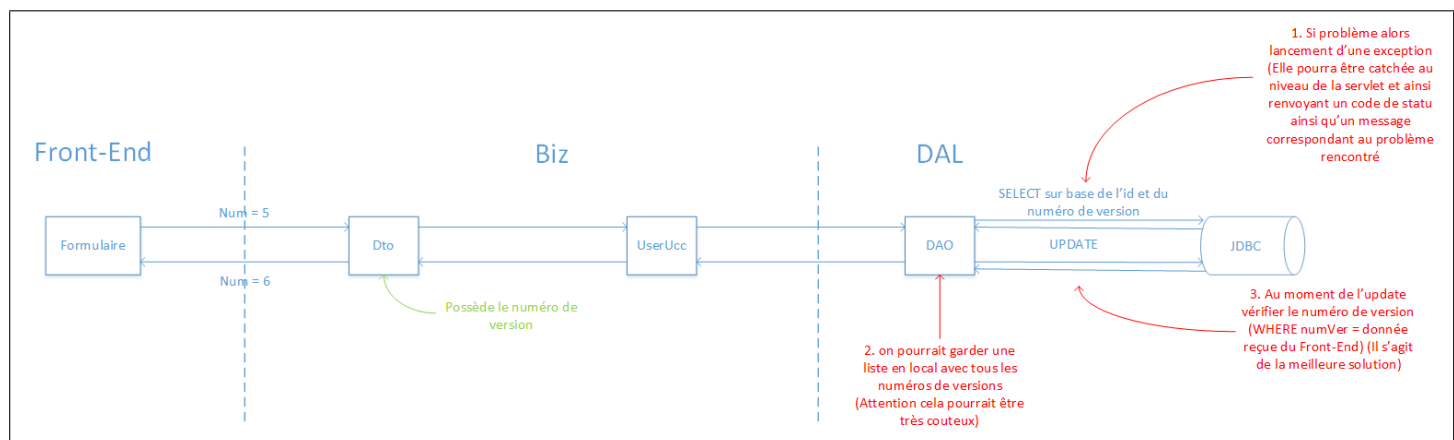 1. Si problème alors
lancement d'une exception
(Elle pourra être catchée au
niveau de la servlet et ainsi
renvoyant un code de statu
ainsi qu'un message
correspondant au problème
rencontré
Front-End
Biz
DAL
SELECT sur base de l'id et du
numéro de version
Num = 5
Formulaire
Dto
UserUcc
DAO
UPDATE
JDBC
Num = 6
Possède le numéro de
version
3. Au moment de l'update
vérifier le numéro de version
(WHERE numVer = donnée
reçue du Front-End) (Il s'agit
de la meilleure solution)
2. on pourrait garder une
liste en local avec tous les
numéros de versions
(Attention cela pourrait être
très couteux)